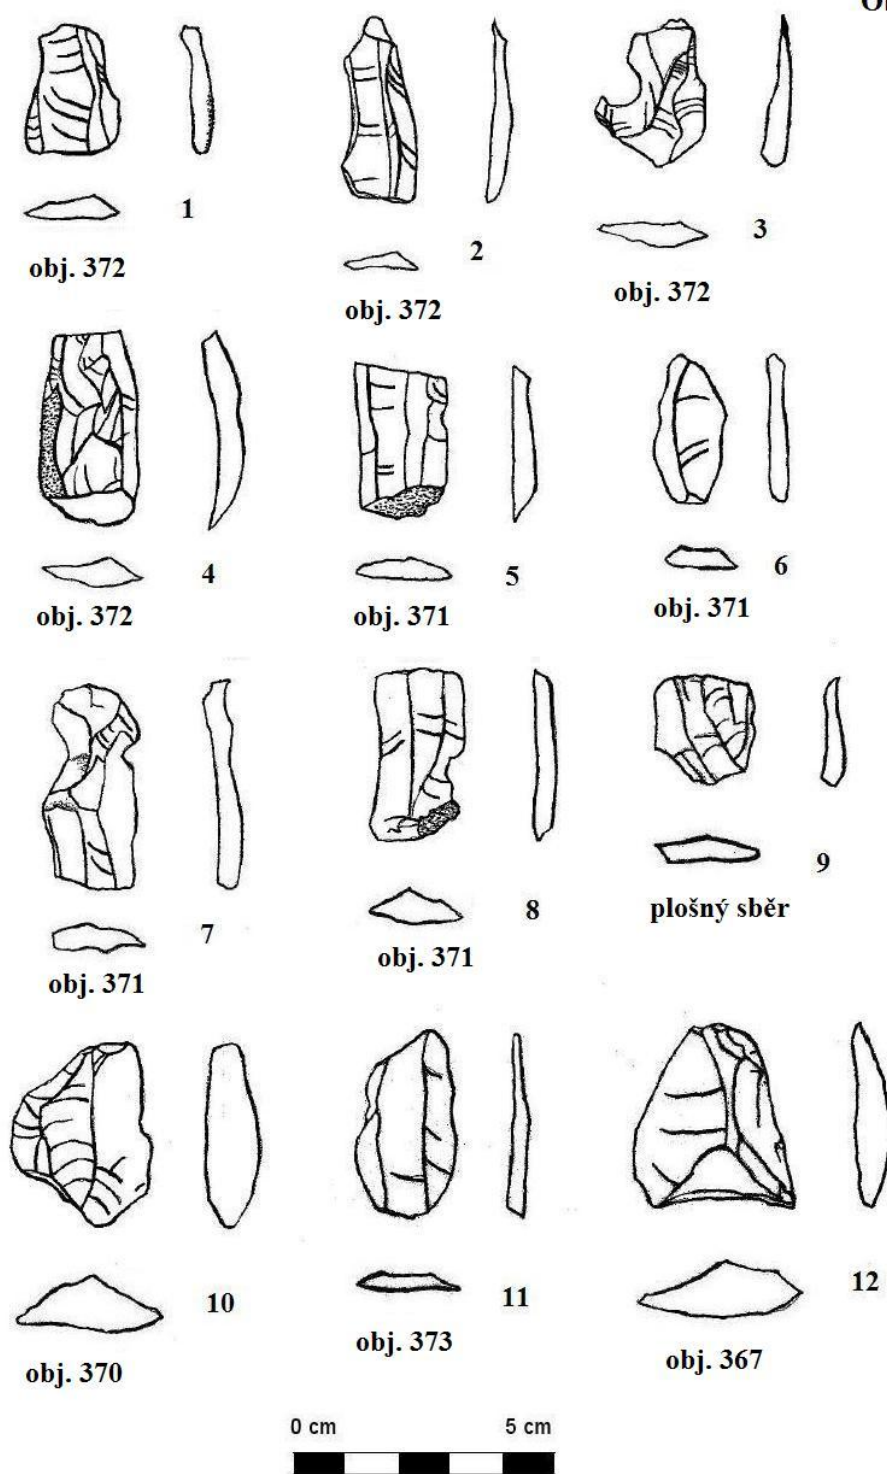 1
obj. 372
2
obj. 372
3
obj. 372
4
obj. 372
5
obj. 371
6
obj. 371
7
obj. 371
8
obj. 371
9
plošný sběr
10
obj. 370
11
obj. 373
12
obj. 367
0 cm 5 cm